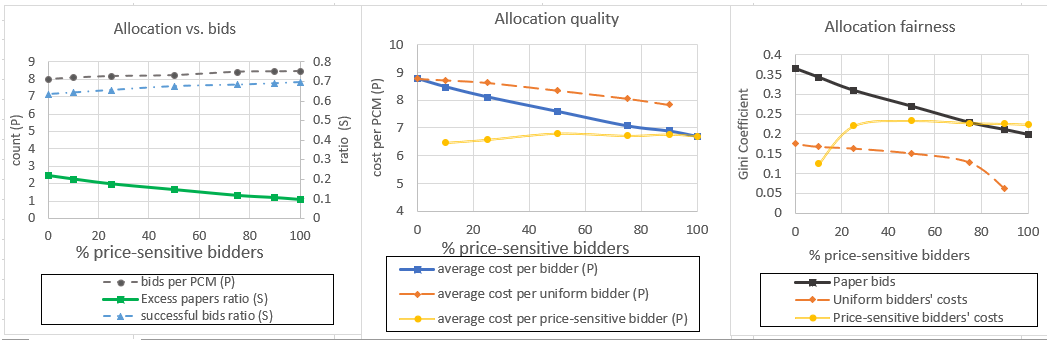 Allocation vs. bids
9
8
7
6
5
4
3
2
1
0
count (P)
0.8
0.7
0.6
0.5
0.4
0.3
0.2
0.1
0
ratio (S)
0 20 40 60 80 100
% price-sensitive bidders
bids per PCM (P)
Excess papers ratio (S)
successful bids ratio (S)
Allocation quality
10
9
8
7
6
5
4
cost per PCM (P)
0 20 40 60 80 100
% price-sensitive bidders
average cost per bidder (P)
average cost per uniform bidder (P)
average cost per price-sensitive bidder (P)
Allocation fairness
0.4
0.35
0.3
0.25
0.2
0.15
0.1
0.05
0
Gini Coefficient
0 20 40 60 80 100
% price-sensitive bidders
Paper bids
Uniform bidders' costs
Price-sensitive bidders' costs